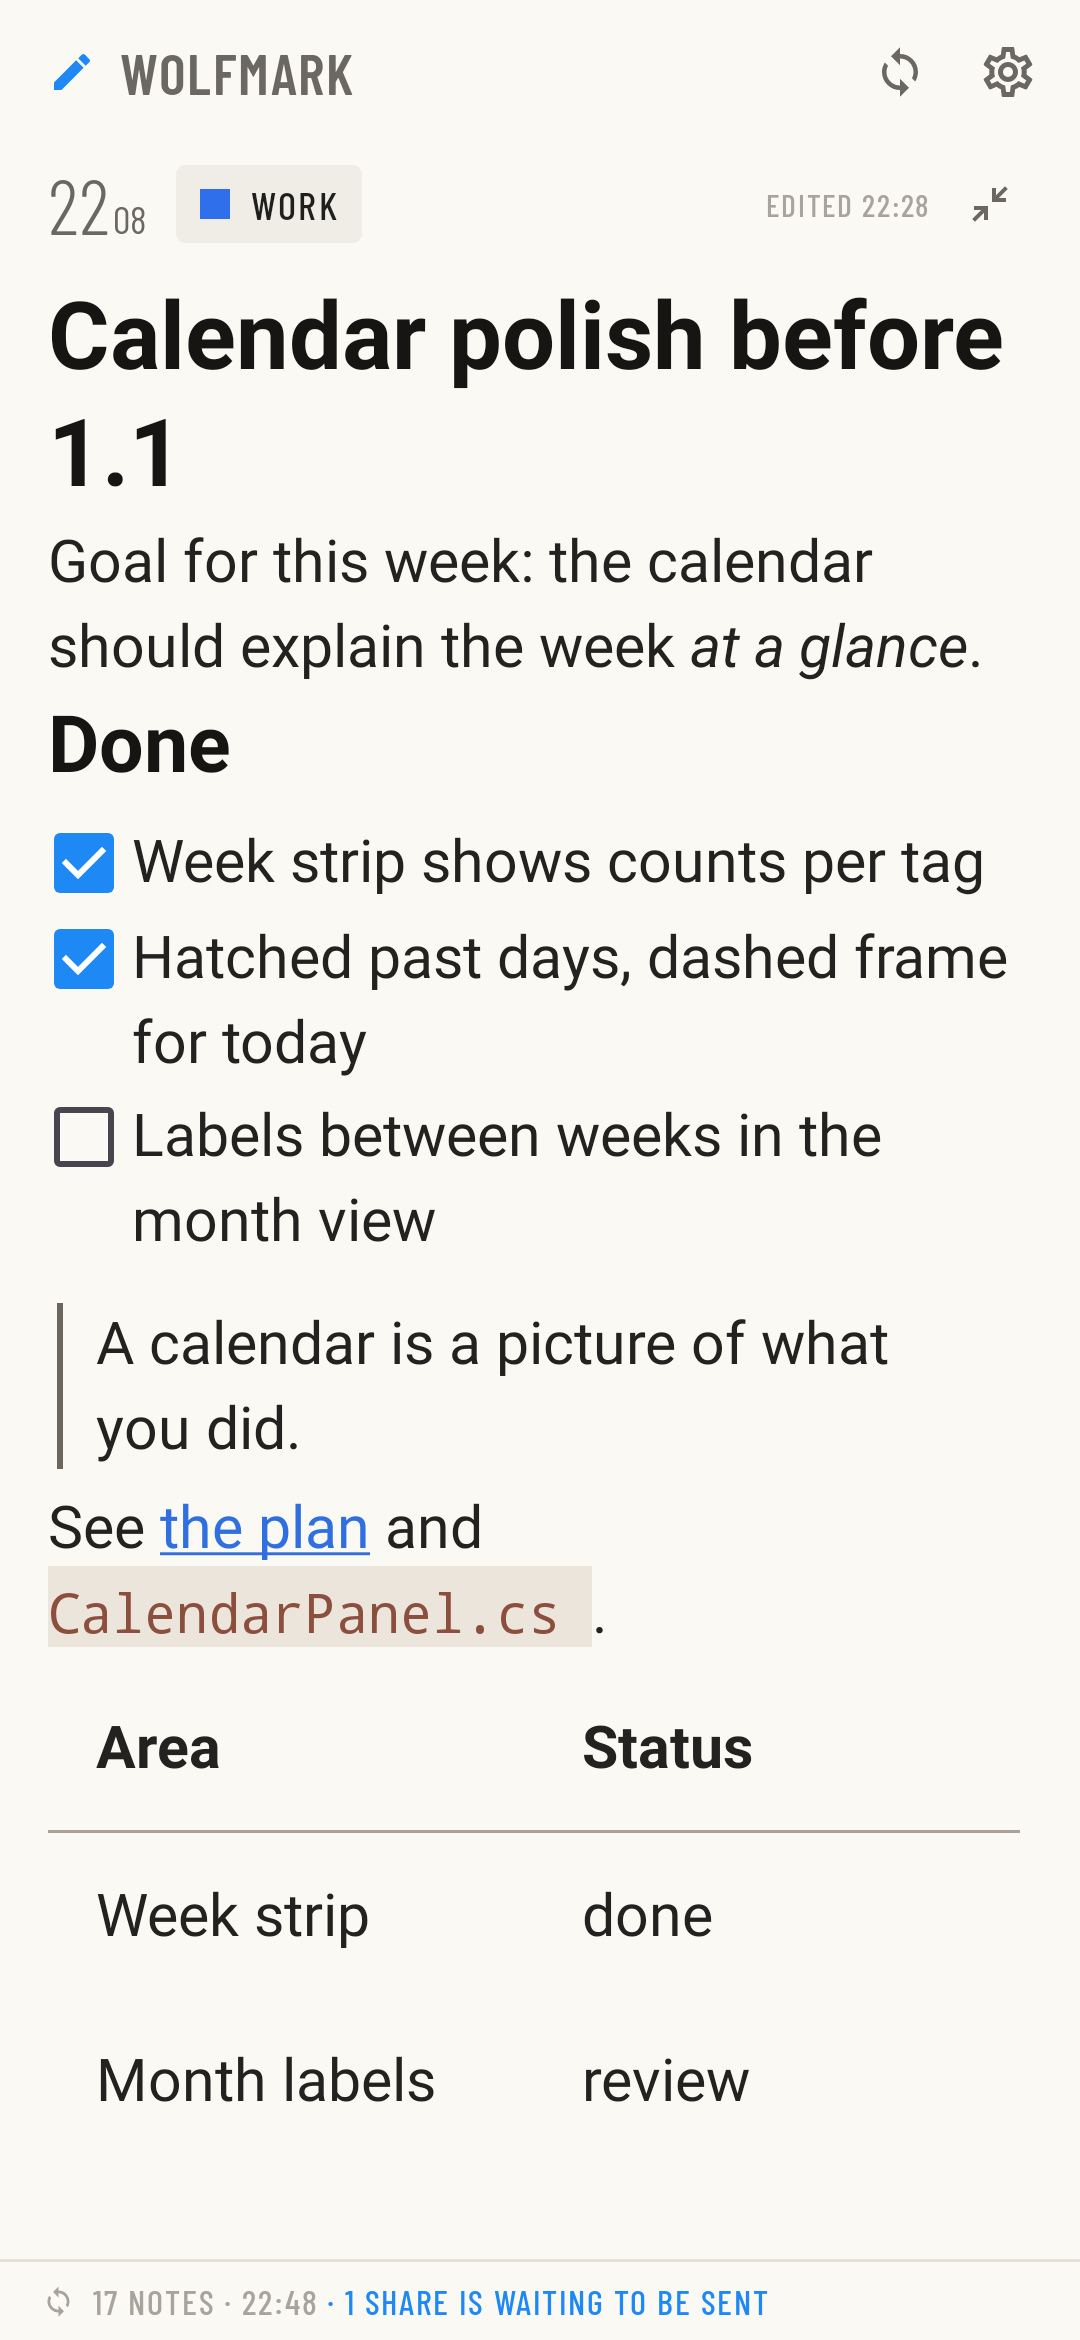 WOLFMARK
22 08 WORK EDITED 22:28
Calendar polish before
1.1
Goal for this week: the calendar
should explain the week at a glance.
Done
Week strip shows counts per tag
Hatched past days, dashed frame
for today
Labels between weeks in the
month view
A calendar is a picture of what
you did.
See the plan and
CalendarPanel.cs .
Area Status
Week strip done
Month labels review
17 NOTES · 22:48 · 1 SHARE IS WAITING TO BE SENT